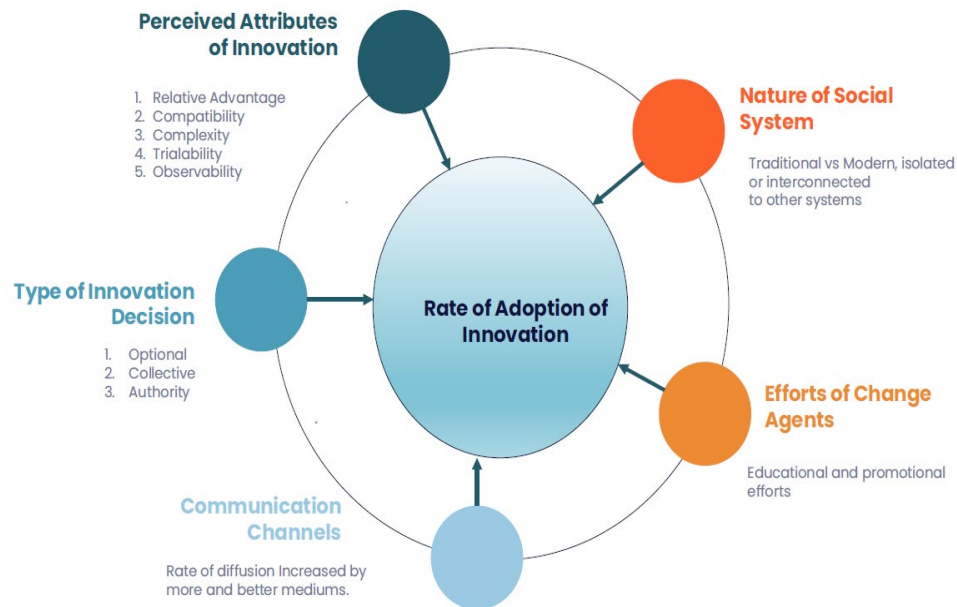 Perceived Attributes
of Innovation
1. Relative Advantage
2. Compatibility
3. Complexity
4. Trialability
5. Observability
Nature of Social
System
Traditional vs Modern, isolated
or interconnected
to other systems
Type of Innovation
Decision
1. Optional
2. Collective
3. Authority
Rate of Adoption of
Innovation
Efforts of Change
Agents
Educational and promotional
efforts
Communication
Channels
Rate of diffusion Increased by
more and better mediums.